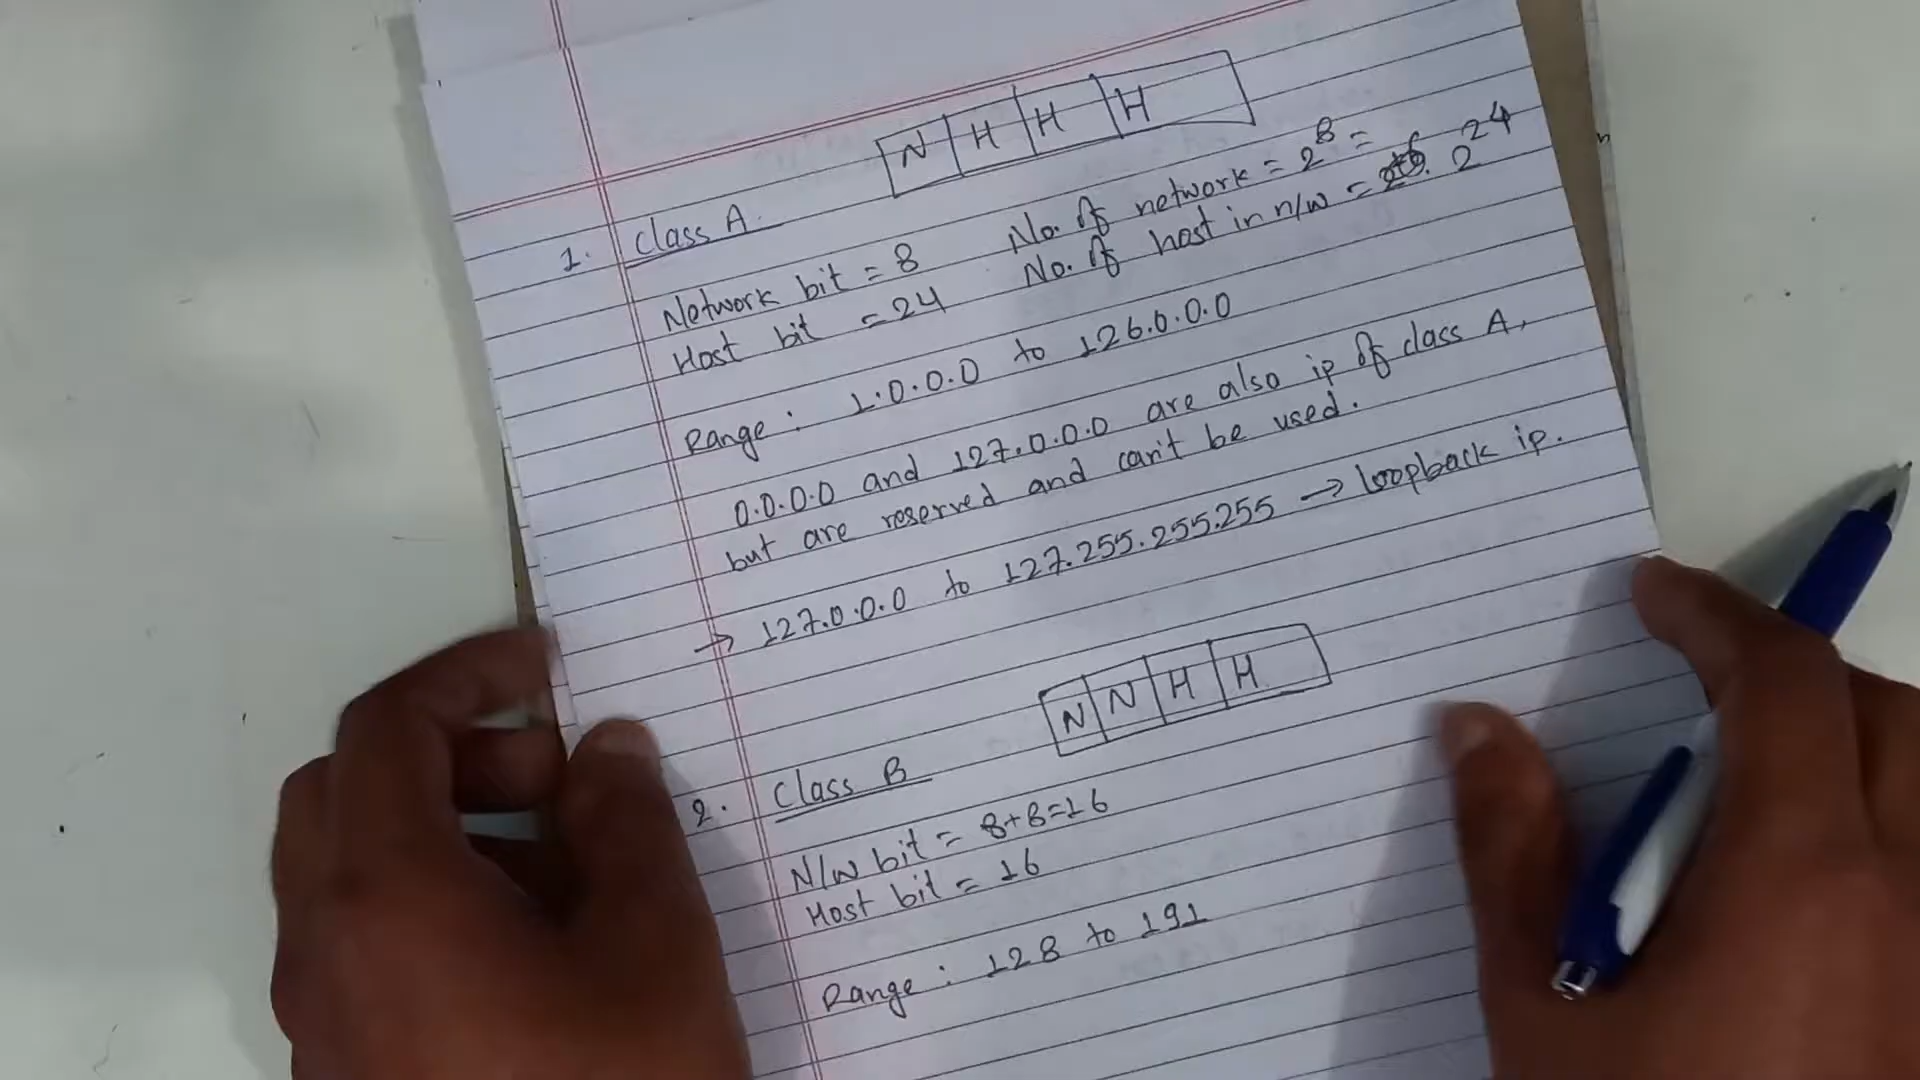 N H H H
1. Class A.
Network bit = 8 No. of network = 2^8 =
Host bit = 24 No. of host in n/w = 2^24
Range : 1.0.0.0 to 126.0.0.0
0.0.0.0 and 127.0.0.0 are also ip of class A,
but are reserved and can't be used.
→ 127.0.0.0 to 127.255.255.255 → loopback ip.
N N H H
2. Class B
N/W bit = 8+8=16
Host bit = 16
Range : 128 to 191